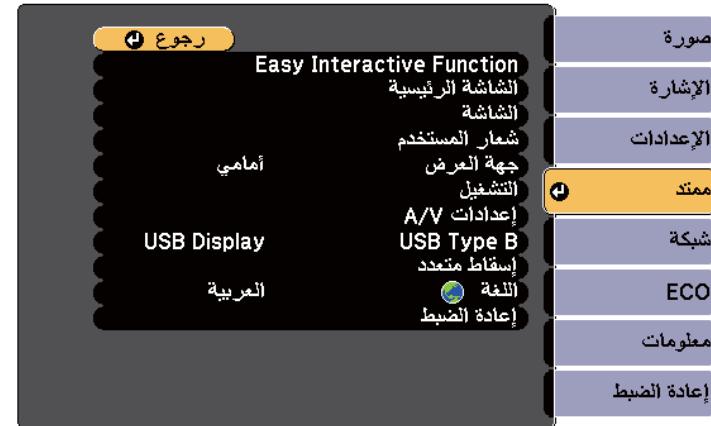 صورة
الإشارة
الإعدادات
ممتد
شبكة
ECO
معلومات
إعادة الضبط
رجوع
Easy Interactive Function
الشاشة الرئيسية
الشاشة
شعار المستخدم
جهة العرض أمامي
التشغيل
إعدادات A/V
USB Type B USB Display
إسقاط متعدد
اللغة العربية
إعادة الضبط